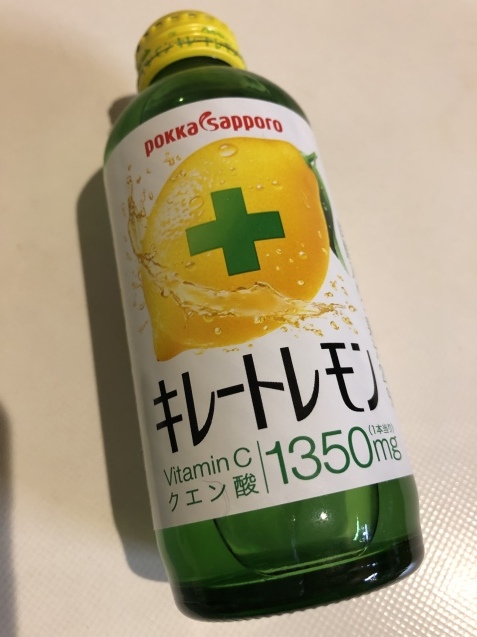 pokka sapporo
キレートレモン
Vitamin C
クエン酸
1350mg
(1本当り)